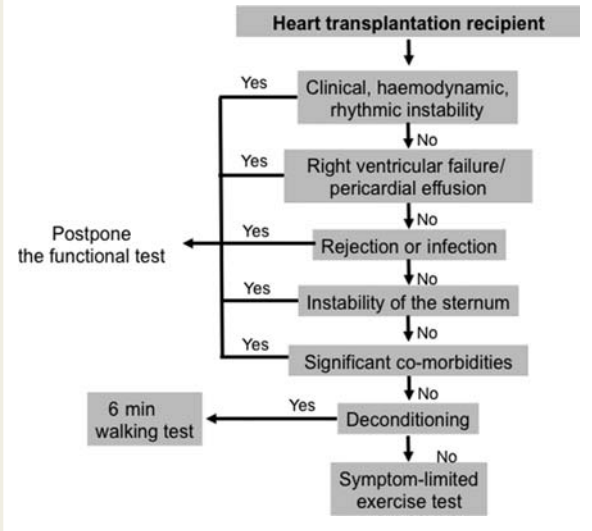 Heart transplantation recipient
Yes
Clinical, haemodynamic,
rhythmic instability
No
Yes
Right ventricular failure/
pericardial effusion
No
Postpone
the functional test
Yes
Rejection or infection
No
Yes
Instability of the sternum
No
Yes
Significant co-morbidities
No
6 min
walking test
Yes
Deconditioning
No
Symptom-limited
exercise test